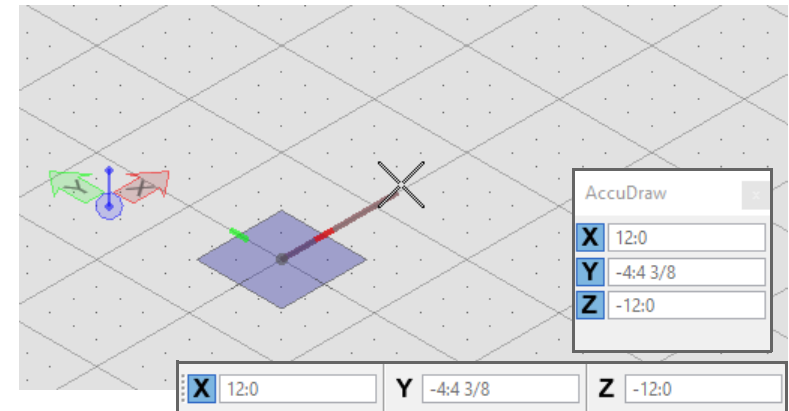 Y X
AccuDraw x
X 12:0
Y -4:4 3/8
Z -12:0
X 12:0 Y -4:4 3/8 Z -12:0